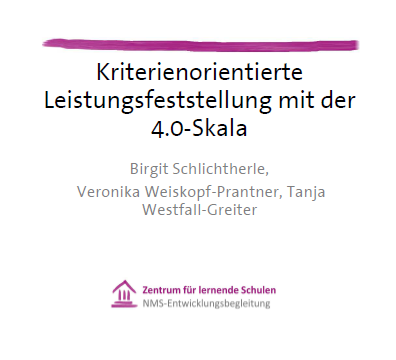 Kriterienorientierte
Leistungsfeststellung mit der
4.0-Skala
Birgit Schlichtherle,
Veronika Weiskopf-Prantner, Tanja
Westfall-Greiter
Zentrum für lernende Schulen
NMS-Entwicklungsbegleitung